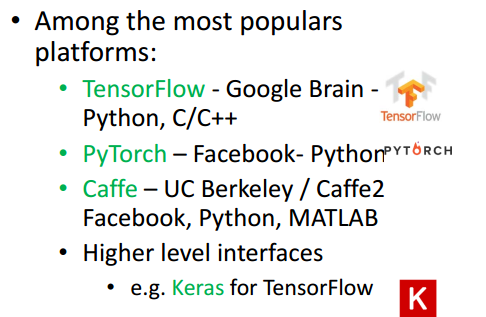 • Among the most populars
platforms:
• TensorFlow - Google Brain -
Python, C/C++
TensorFlow
• PyTorch – Facebook- Python
PYTORCH
• Caffe – UC Berkeley / Caffe2
Facebook, Python, MATLAB
• Higher level interfaces
• e.g. Keras for TensorFlow
K